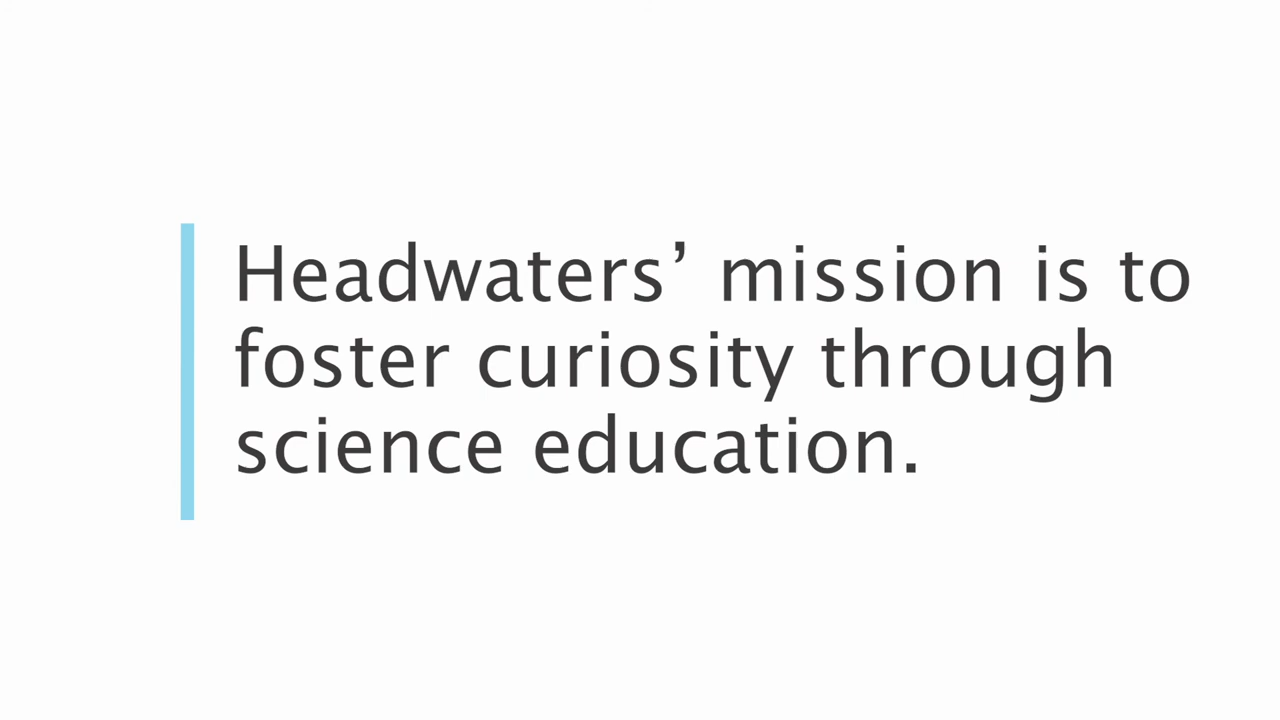 Headwaters’ mission is to
foster curiosity through
science education.